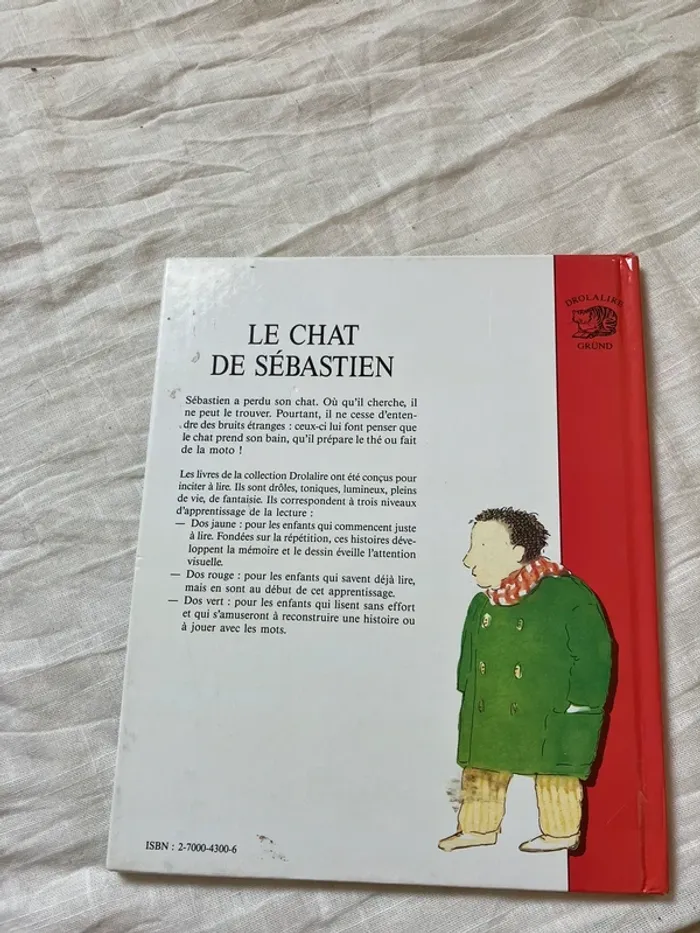 DROLALIRE
GRÜND
LE CHAT
DE SÉBASTIEN
Sébastien a perdu son chat. Où qu'il cherche, il
ne peut le trouver. Pourtant, il ne cesse d'enten-
dre des bruits étranges : ceux-ci lui font penser que
le chat prend son bain, qu'il prépare le thé ou fait
de la moto !
Les livres de la collection Drolalire ont été conçus pour
inciter à lire. Ils sont drôles, toniques, lumineux, pleins
de vie, de fantaisie. Ils correspondent à trois niveaux
d'apprentissage de la lecture :
— Dos jaune : pour les enfants qui commencent juste
à lire. Fondées sur la répétition, ces histoires déve-
loppent la mémoire et le dessin éveille l'attention
visuelle.
— Dos rouge : pour les enfants qui savent déjà lire,
mais en sont au début de cet apprentissage.
— Dos vert : pour les enfants qui lisent sans effort
et qui s'amuseront à reconstruire une histoire ou
à jouer avec les mots.
ISBN : 2-7000-4300-6